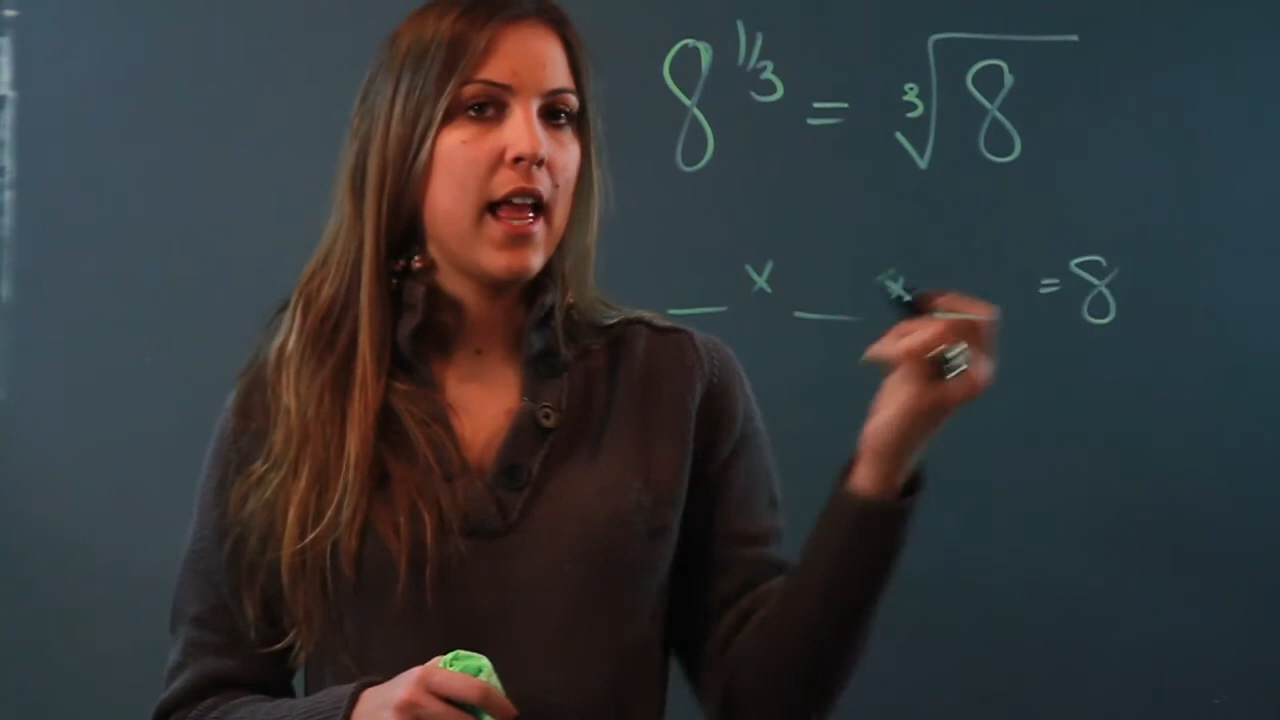 8^{1/3} = ∛8
_ x _ x _ = 8